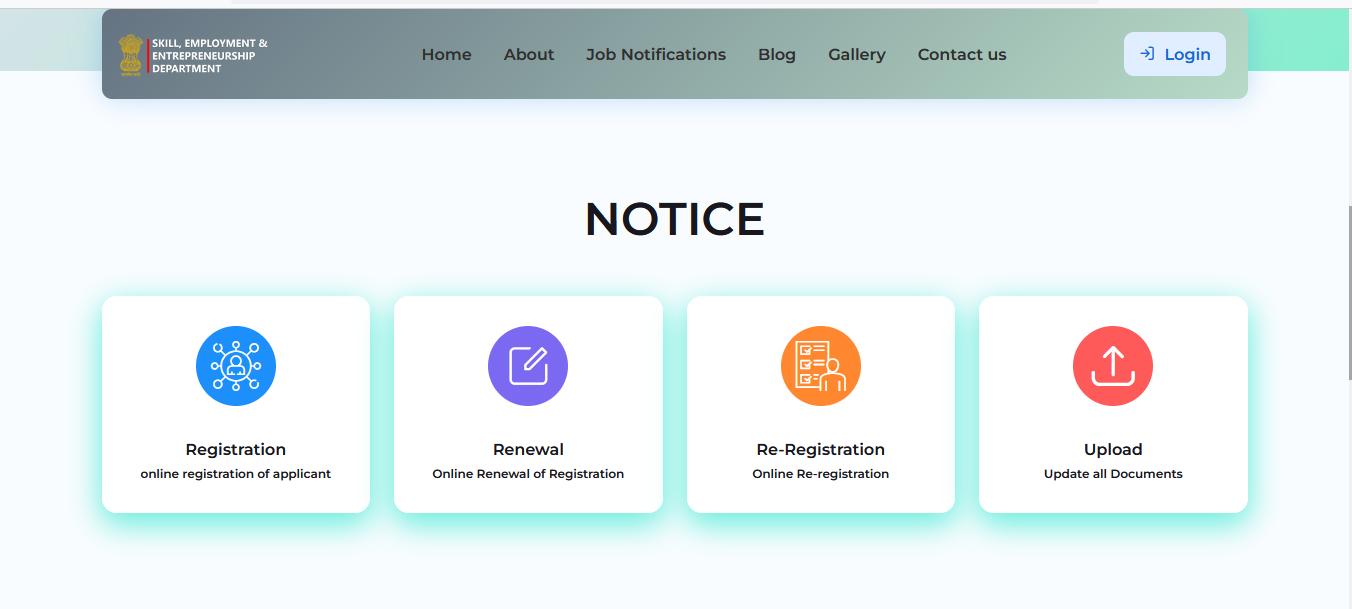 SKILL, EMPLOYMENT &
ENTREPRENEURSHIP
DEPARTMENT
Home About Job Notifications Blog Gallery Contact us Login
NOTICE
Registration
online registration of applicant
Renewal
Online Renewal of Registration
Re-Registration
Online Re-registration
Upload
Update all Documents